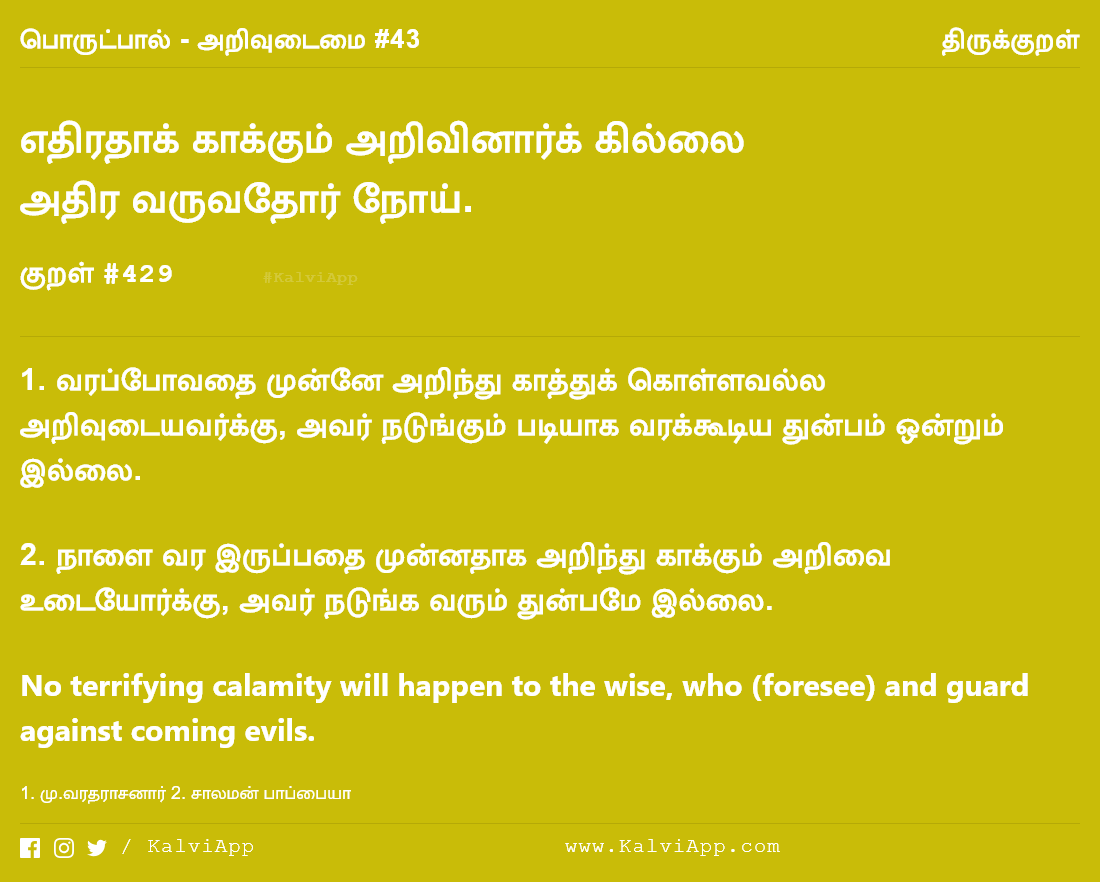 பொருட்பால் - அறிவுடைமை #43 திருக்குறள்
எதிரதாக் காக்கும் அறிவினார்க் கில்லை
அதிர வருவதோர் நோய்.
குறள் #429 #KalviApp
1. வரப்போவதை முன்னே அறிந்து காத்துக் கொள்ளவல்ல
அறிவுடையவர்க்கு, அவர் நடுங்கும் படியாக வரக்கூடிய துன்பம் ஒன்றும்
இல்லை.
2. நாளை வர இருப்பதை முன்னதாக அறிந்து காக்கும் அறிவை
உடையோர்க்கு, அவர் நடுங்க வரும் துன்பமே இல்லை.
No terrifying calamity will happen to the wise, who (foresee) and guard
against coming evils.
1. மு.வரதராசனார் 2. சாலமன் பாப்பையா
/ KalviApp www.KalviApp.com